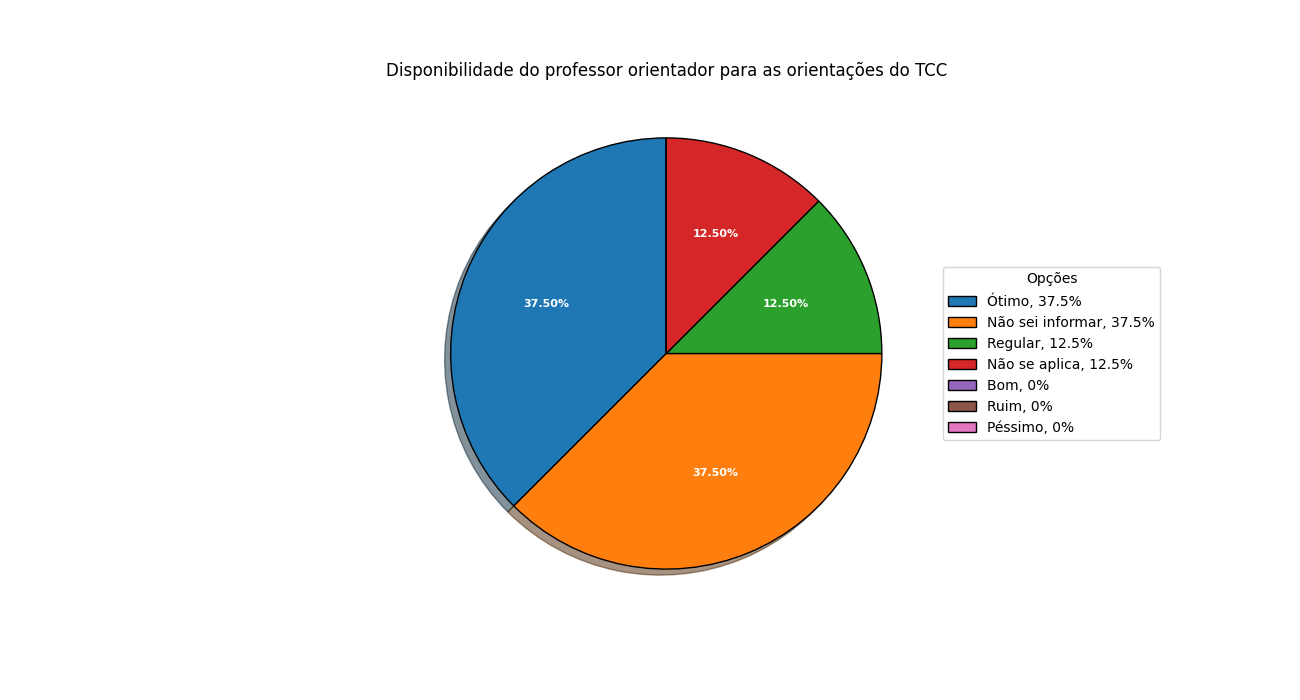 Disponibilidade do professor orientador para as orientações do TCC
12.50%
37.50%
12.50%
37.50%
Opções
Ótimo, 37.5%
Não sei informar, 37.5%
Regular, 12.5%
Não se aplica, 12.5%
Bom, 0%
Ruim, 0%
Péssimo, 0%